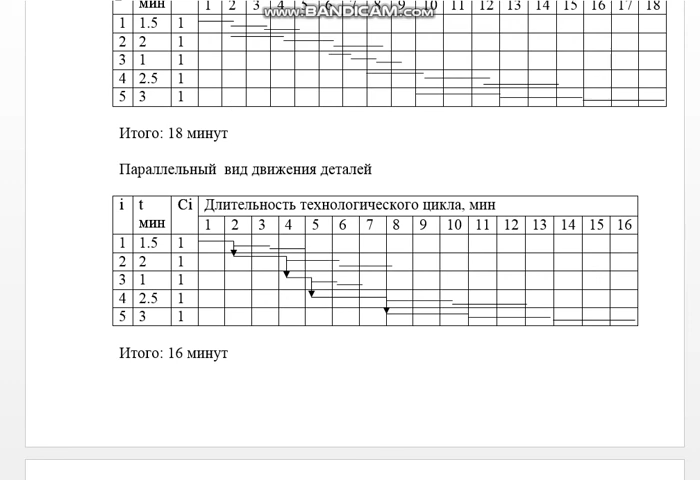 www.BANDICAM.com
мин 1 2 3 4 5 6 7 8 9 10 11 12 13 14 15 16 17 18
1 1.5 1
2 2 1
3 1 1
4 2.5 1
5 3 1
Итого: 18 минут
Параллельный вид движения деталей
i t Ci Длительность технологического цикла, мин
мин 1 2 3 4 5 6 7 8 9 10 11 12 13 14 15 16
1 1.5 1
2 2 1
3 1 1
4 2.5 1
5 3 1
Итого: 16 минут